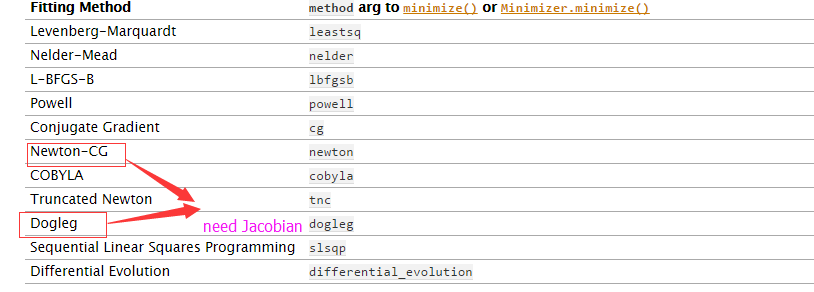 Fitting Method method arg to minimize() or Minimizer.minimize()
Levenberg-Marquardt leastsq
Nelder-Mead nelder
L-BFGS-B lbfgsb
Powell powell
Conjugate Gradient cg
Newton-CG newton
COBYLA cobyla
Truncated Newton tnc
Dogleg need Jacobian dogleg
Sequential Linear Squares Programming slsqp
Differential Evolution differential_evolution